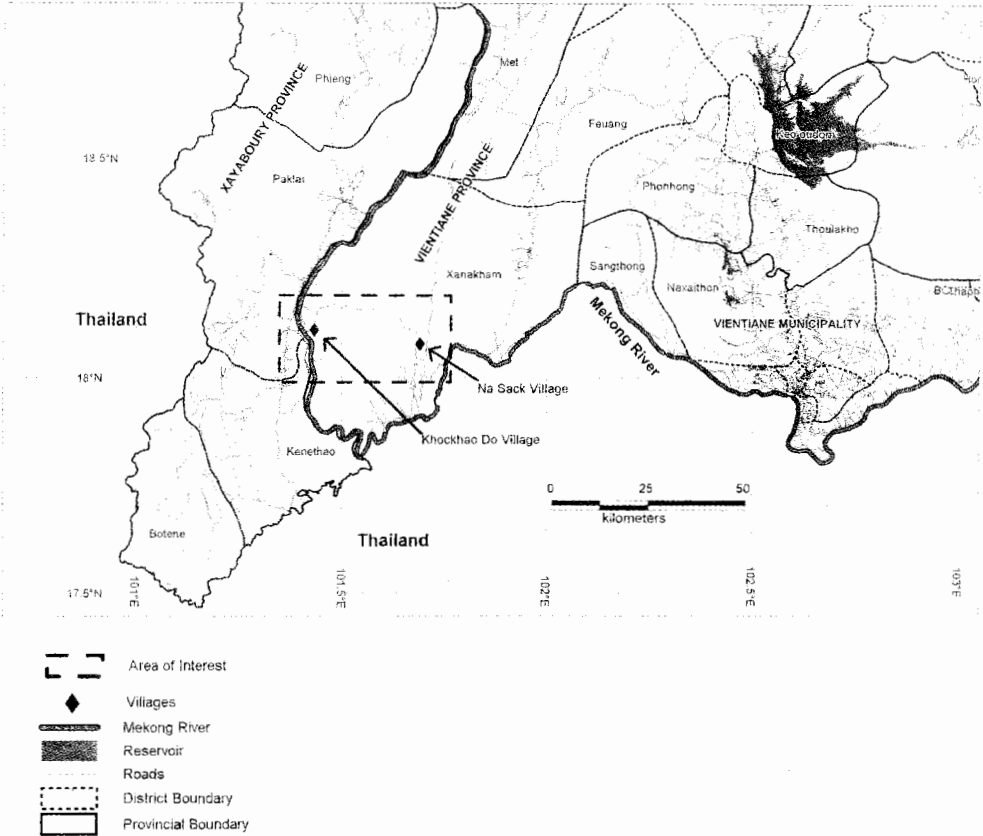 Met
Phieng
XAYABOURY PROVINCE
Feuang
Keo oudom
18.5°N
Paklai
VIENTIANE PROVINCE
Phonhong
Thoulakho
Xanakham
Sangthong
Naxaithon
Thailand
Mekong River
VIENTIANE MUNICIPALITY
18°N
Na Sack Village
Khockhao Do Village
Kenethao
0 25 50
kilometers
Botene
Thailand
17.5°N
101°E
101.5°E
102°E
102.5°E
103°E
Area of Interest
Villages
Mekong River
Reservoir
Roads
District Boundary
Provincial Boundary